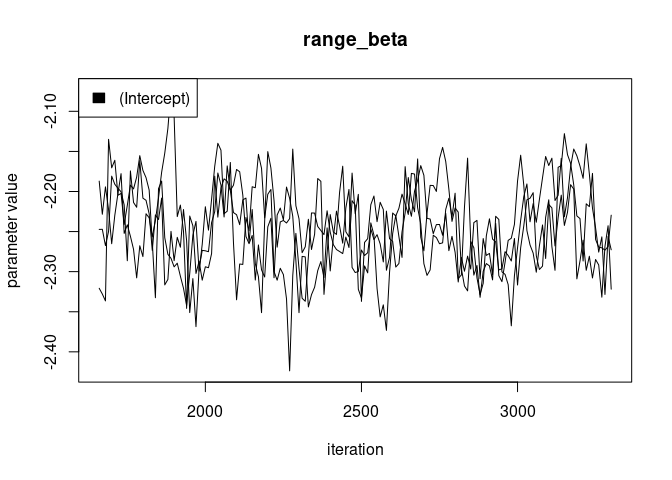 range_beta
(Intercept)
-2.10
-2.20
-2.30
-2.40
parameter value
2000
2500
3000
iteration